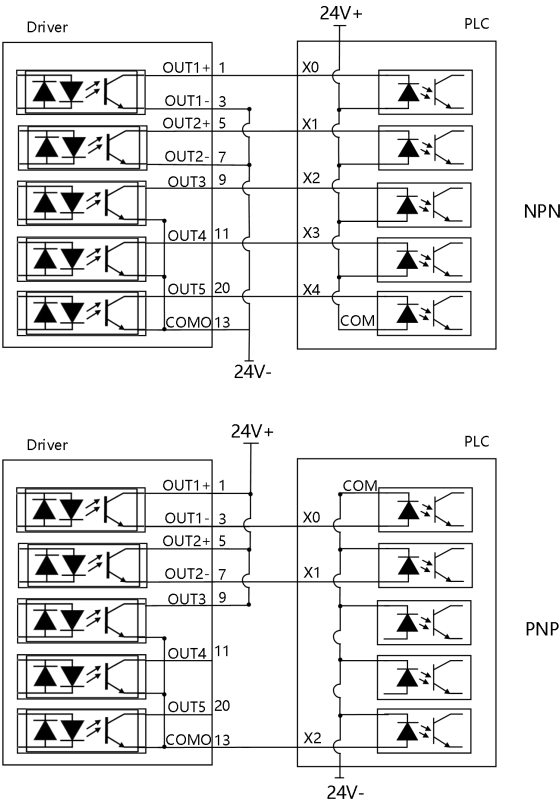 24V+
Driver
PLC
OUT1+ 1 X0
OUT1- 3
OUT2+ 5 X1
OUT2- 7
OUT3 9 X2
NPN
OUT4 11 X3
OUT5 20 X4
COMO 13 COM
24V-
24V+
Driver
PLC
OUT1+ 1 COM
OUT1- 3 X0
OUT2+ 5
OUT2- 7 X1
OUT3 9
PNP
OUT4 11
OUT5 20
COMO 13 X2
24V-